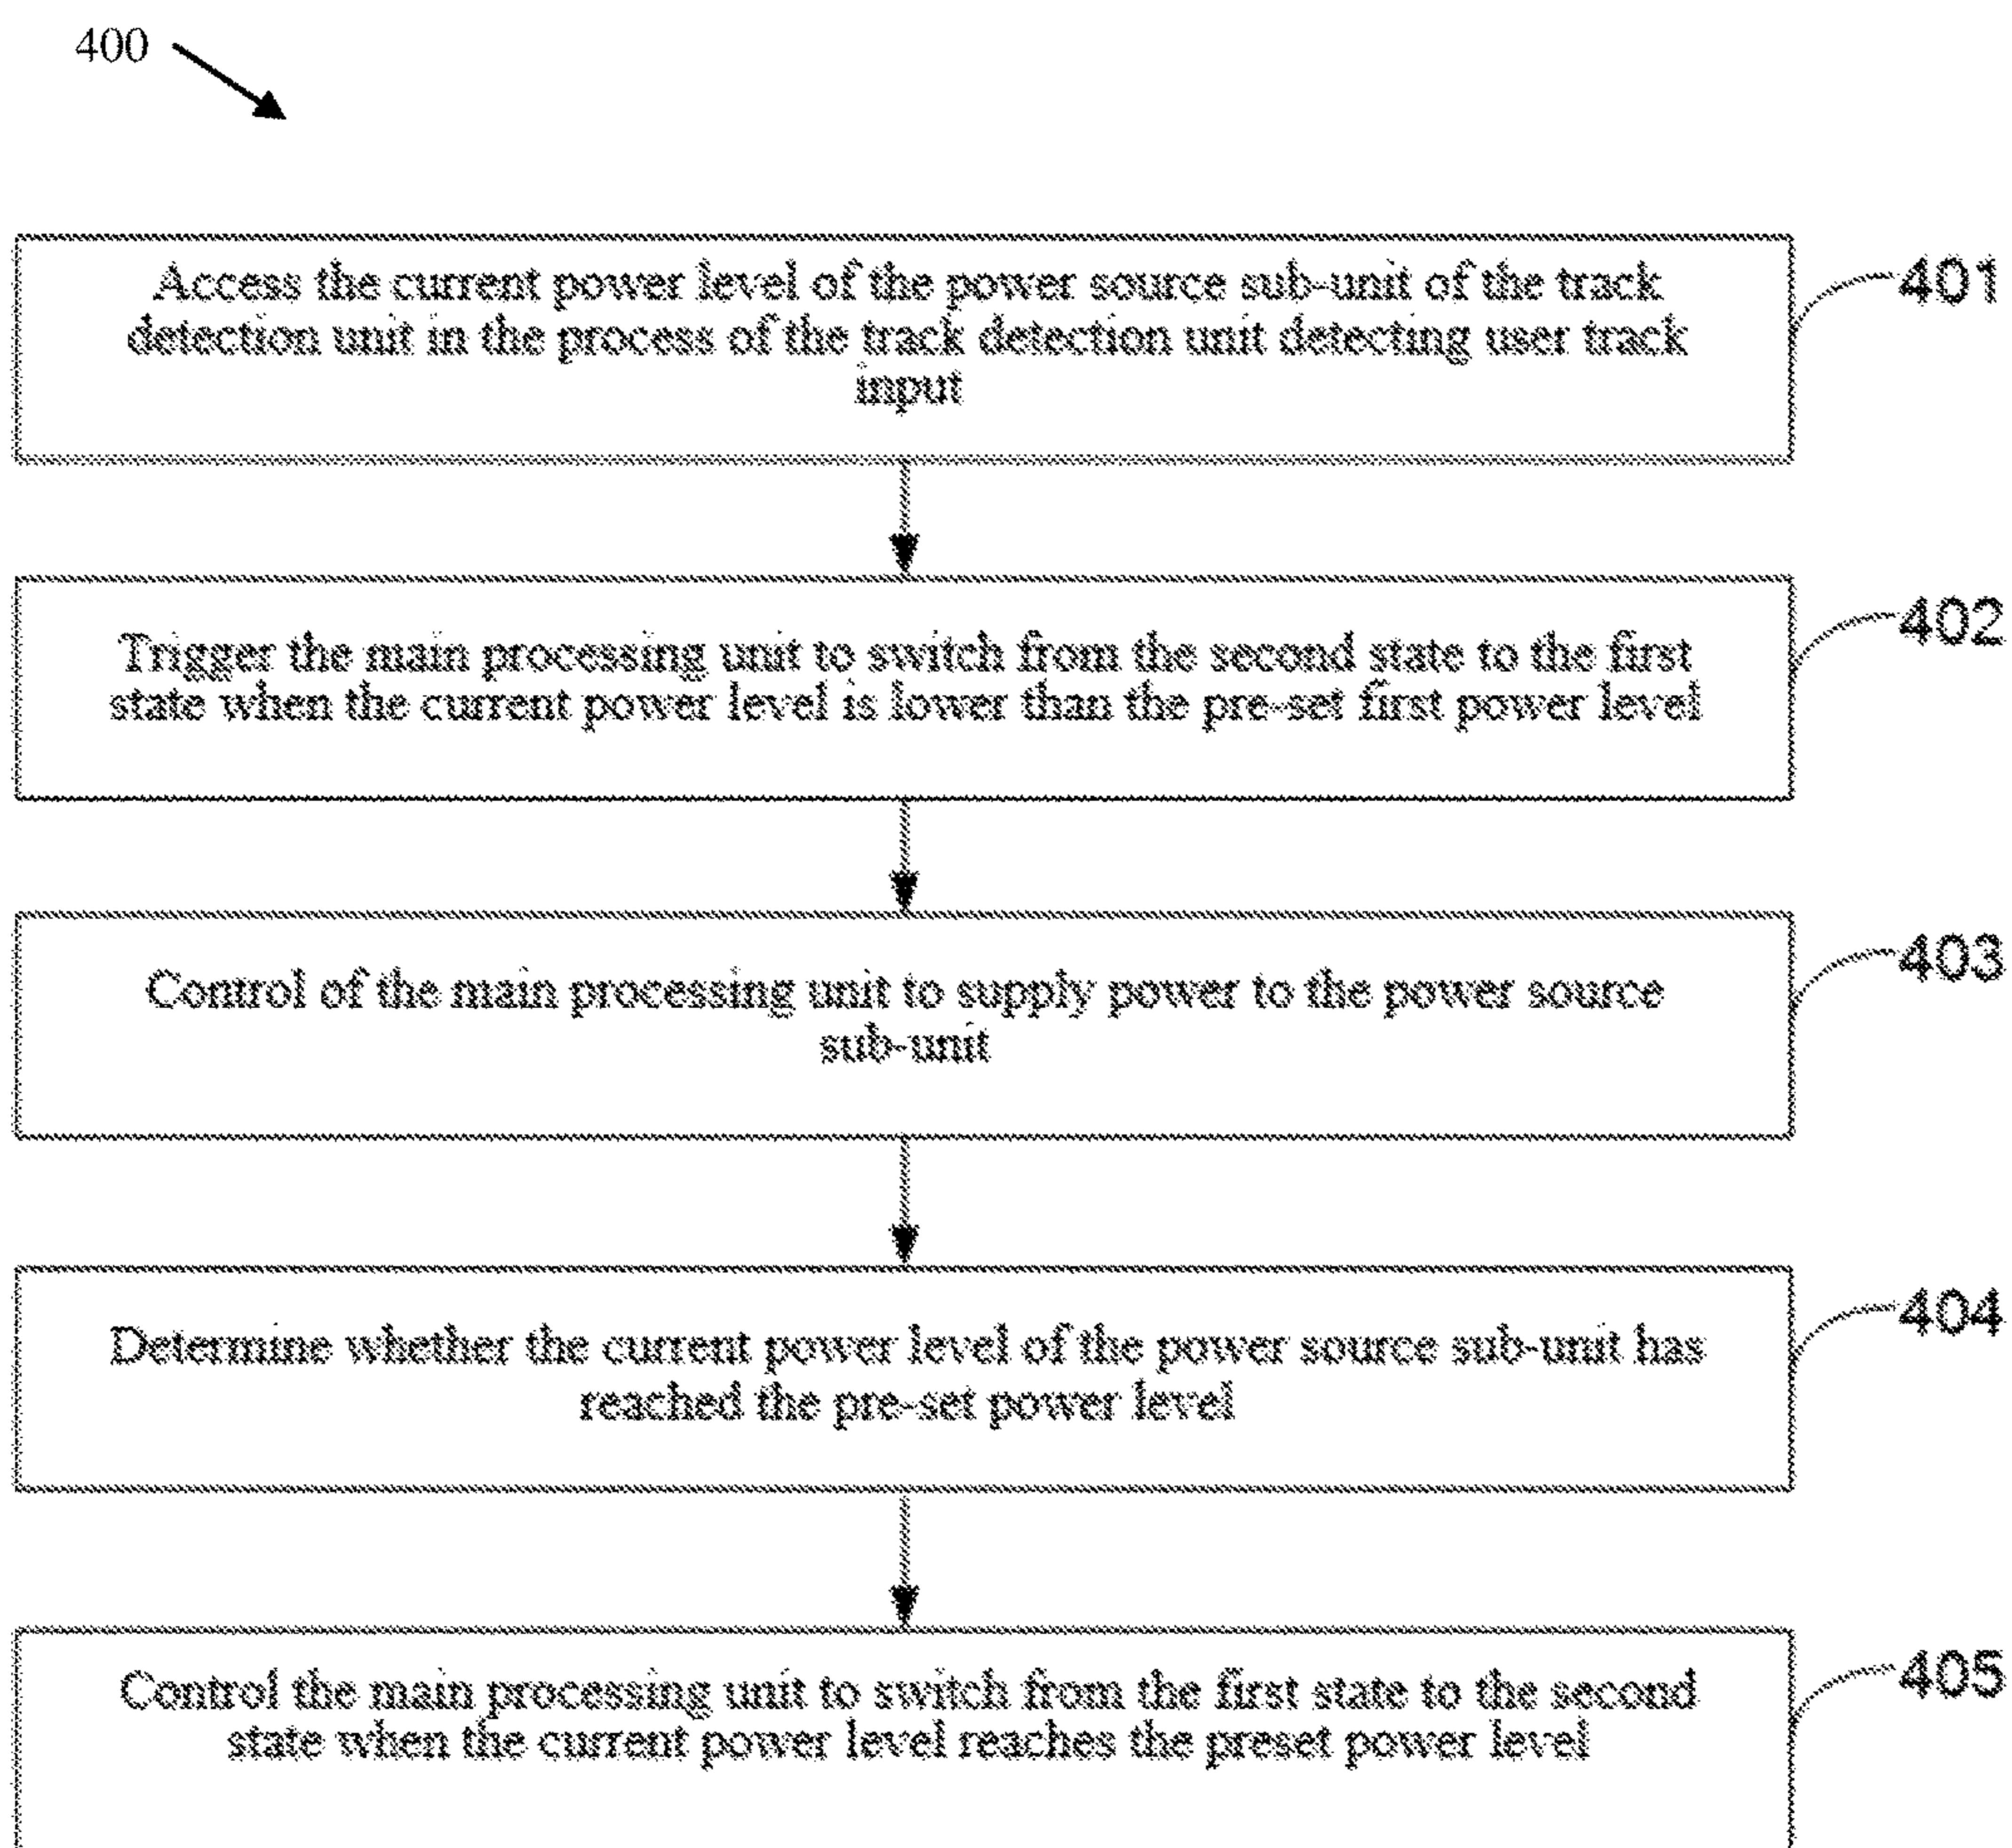 400
Access the current power level of the power source sub-unit of the track
detection unit in the process of the track detection unit detecting user track
input
401
Trigger the main processing unit to switch from the second state to the first
state when the current power level is lower than the pre-set first power level
402
Control of the main processing unit to supply power to the power source
sub-unit
403
Determine whether the current power level of the power source sub-unit has
reached the pre-set power level
404
Control the main processing unit to switch from the first state to the second
state when the current power level reaches the preset power level
405